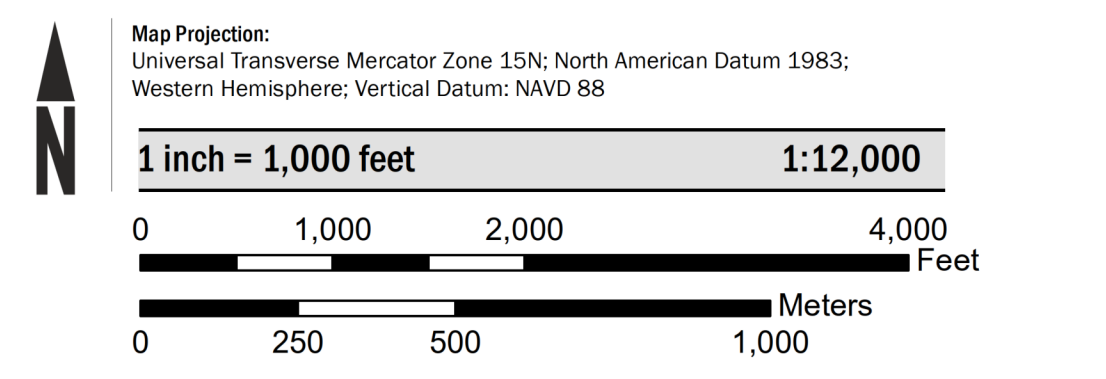 N
Map Projection:
Universal Transverse Mercator Zone 15N; North American Datum 1983;
Western Hemisphere; Vertical Datum: NAVD 88
1 inch = 1,000 feet 1:12,000
0 1,000 2,000 4,000
Feet
Meters
0 250 500 1,000